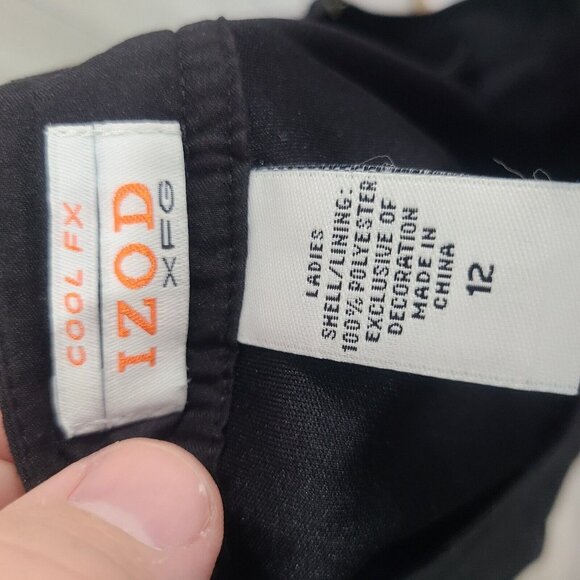 COOL FX
IZOD
XFG
LADIES
SHELL/LINING:
100% POLYESTER
EXCLUSIVE OF
DECORATION
MADE IN
CHINA
12